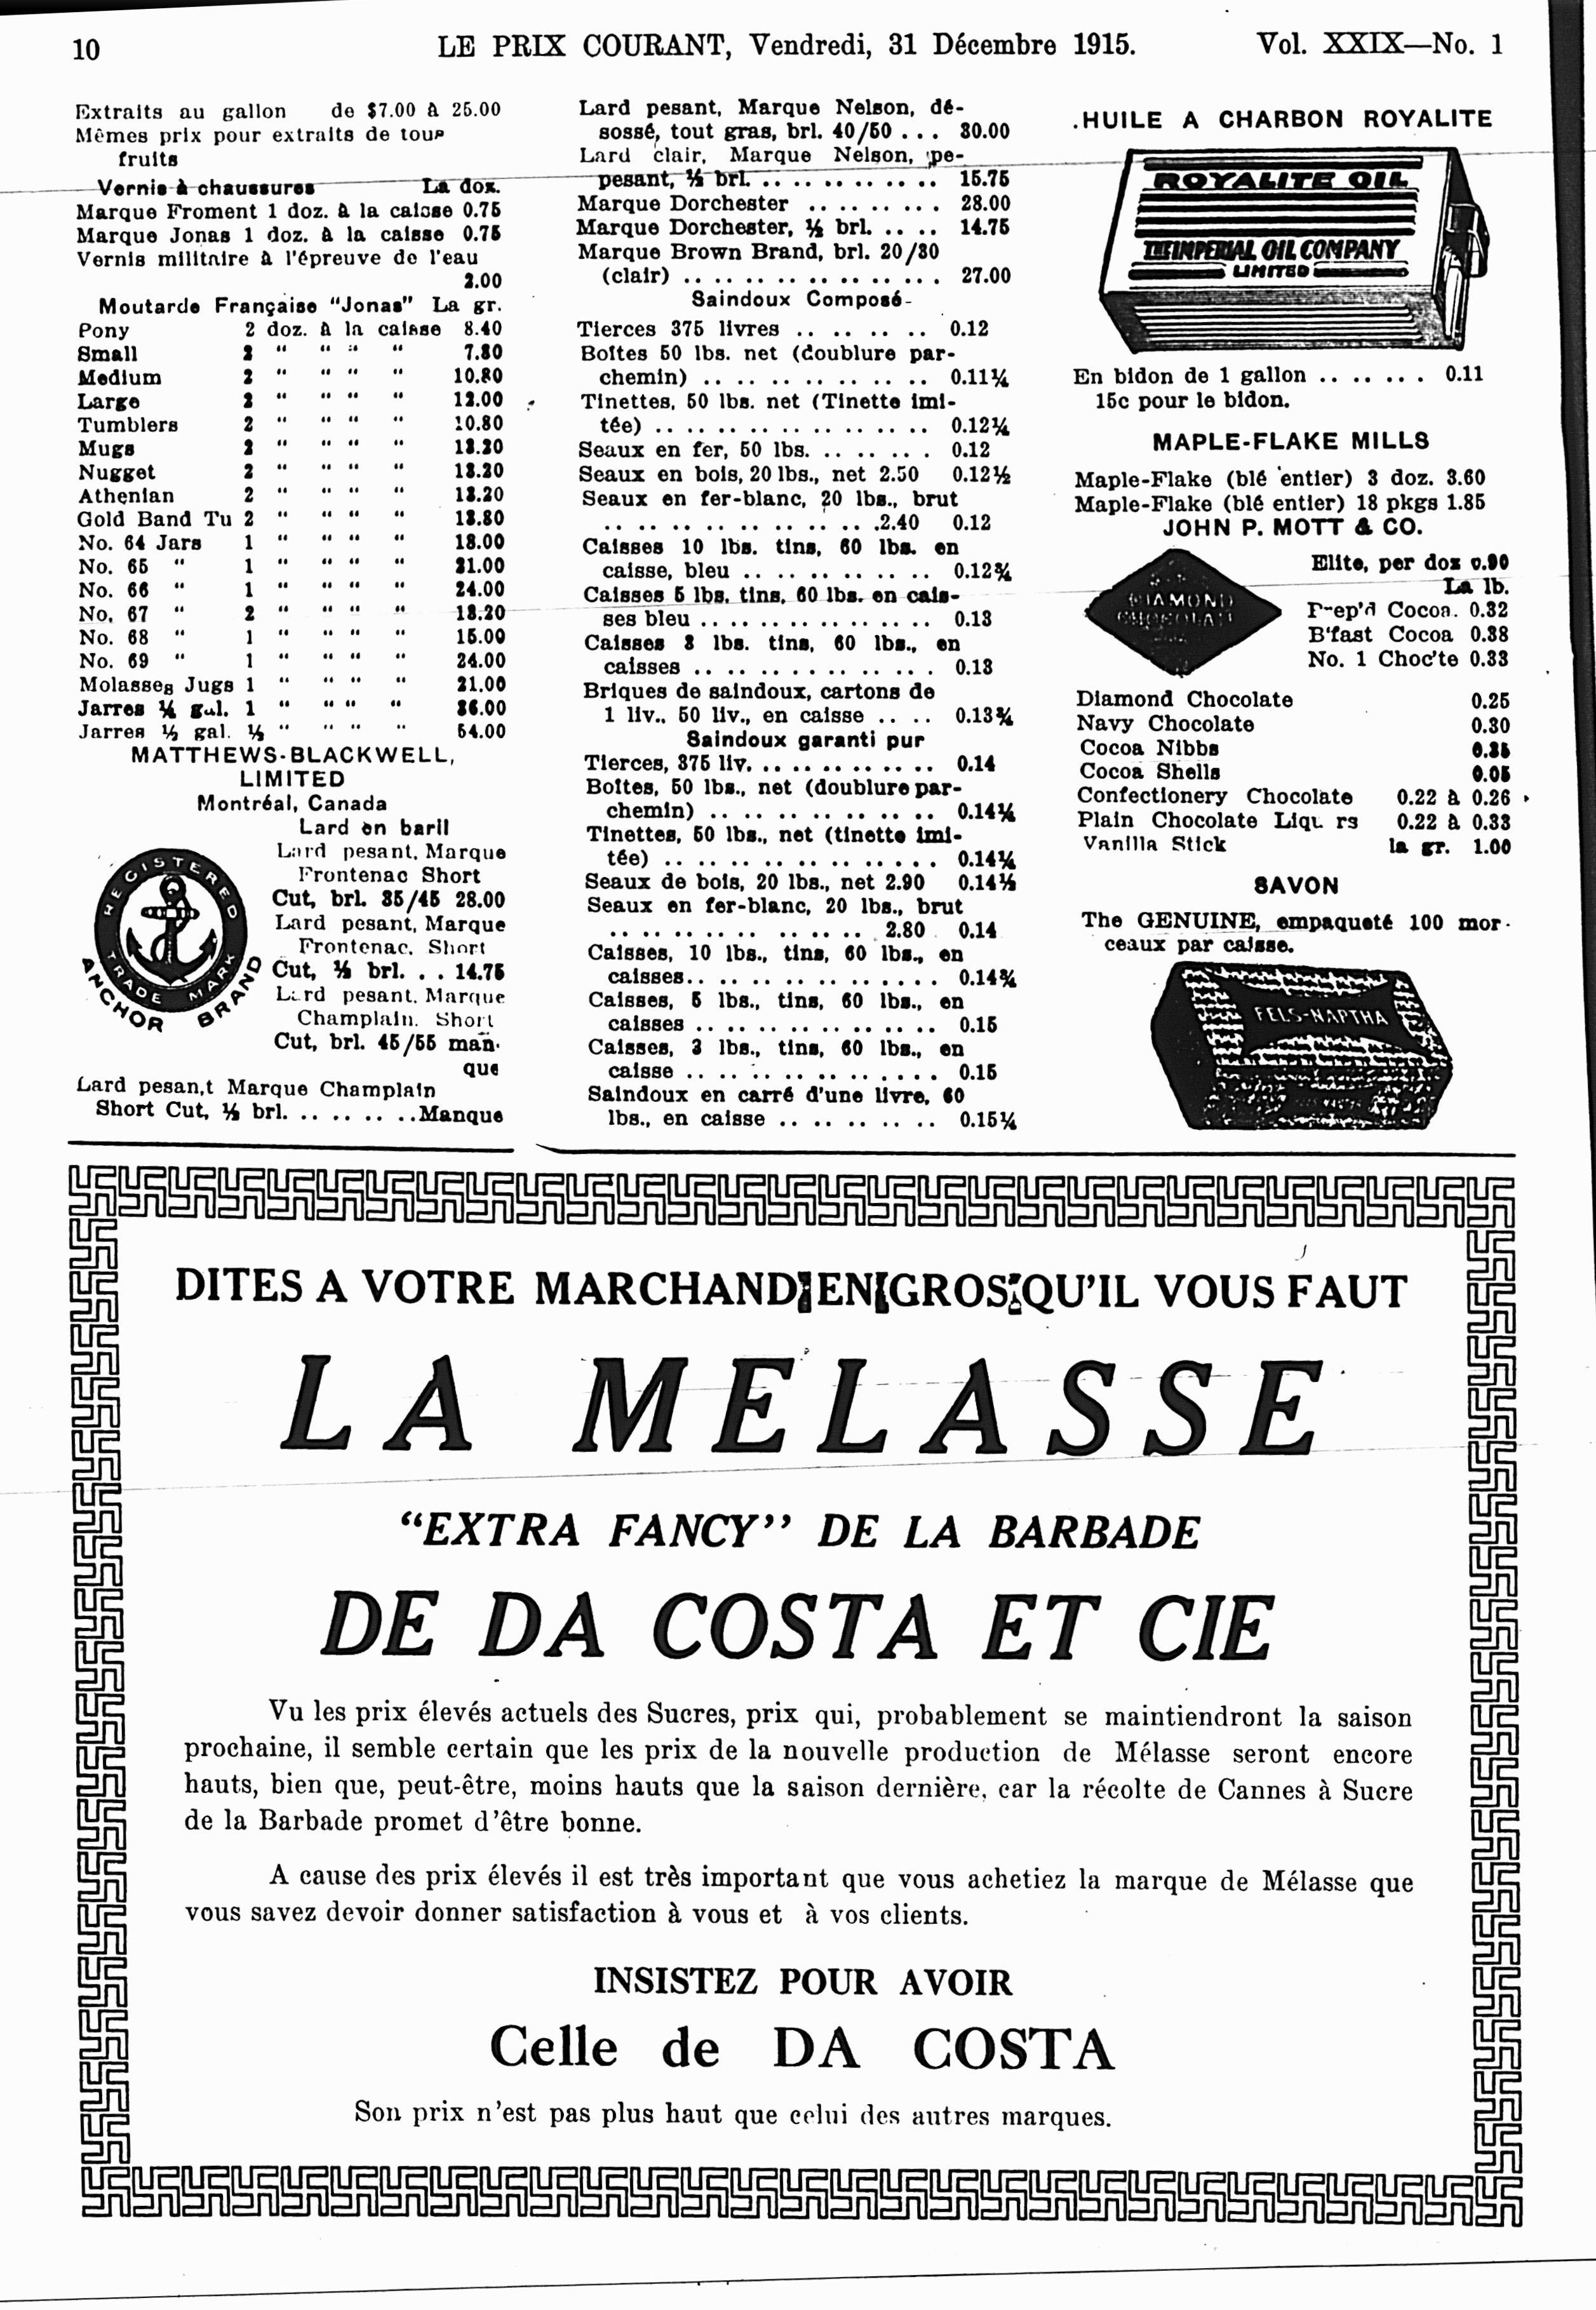 10
LE PRIX COURANT, Vendredi, 31 Décembre 1915.
Vol. XXIX—No. 1
Extraits au gallon de $7.00 à 25.00
Mêmes prix pour extraits de tous
fruits
Vernis à chaussures La doz.
Marque Froment 1 doz. à la caisse 0.75
Marque Jonas 1 doz. à la caisse 0.75
Vernis militaire à l'épreuve de l'eau
2.00
Moutarde Française "Jonas" La gr.
Pony 2 doz. à la caisse 8.40
Small 2 " " " " 7.80
Medium 2 " " " " 10.80
Large 2 " " " " 12.00
Tumblers 2 " " " " 10.80
Mugs 2 " " " " 13.20
Nugget 2 " " " " 13.20
Athenian 2 " " " " 13.20
Gold Band Tu 2 " " " " 13.80
No. 64 Jars 1 " " " " 18.00
No. 65 " 1 " " " " 21.00
No. 66 " 1 " " " " 24.00
No. 67 " 2 " " " " 13.20
No. 68 " 1 " " " " 15.00
No. 69 " 1 " " " " 24.00
Molasses Jugs 1 " " " " 21.00
Jarres ¼ gal. 1 " " " " 36.00
Jarres ½ gal. ½ " " " " 54.00
MATTHEWS-BLACKWELL,
LIMITED
Montréal, Canada
Lard en baril
REGISTERED
TRADE MARK
ANCHOR BRAND
Lard pesant, Marque
Frontenac Short
Cut, brl. 35/45 28.00
Lard pesant, Marque
Frontenac, Short
Cut, ½ brl. . . 14.75
Lard pesant, Marque
Champlain, Short
Cut, brl. 45/55 man-
que
Lard pesan,t Marque Champlain
Short Cut, ½ brl. .. .. .. ..Manque
Lard pesant, Marque Nelson, dé-
sossé, tout gras, brl. 40/50 ... 30.00
Lard clair, Marque Nelson, pe-
pesant, ½ brl. .. .. .. .. .. .. 15.75
Marque Dorchester .. .. .. .. 28.00
Marque Dorchester, ½ brl. .. .. 14.75
Marque Brown Brand, brl. 20/30
(clair) .. .. .. .. .. .. .. .. 27.00
Saindoux Composé-
Tierces 375 livres .. .. .. .. 0.12
Boîtes 50 lbs. net (doublure par-
chemin) .. .. .. .. .. .. .. 0.11¼
Tinettes, 50 lbs. net (Tinette imi-
tée) .. .. .. .. .. .. .. .. 0.12¼
Seaux en fer, 50 lbs. .. .. .. .. 0.12
Seaux en bois, 20 lbs., net 2.50 0.12½
Seaux en fer-blanc, 20 lbs., brut
.. .. .. .. .. .. .. .. .2.40 0.12
Caisses 10 lbs. tins, 60 lbs. en
caisse, bleu .. .. .. .. .. .. 0.12¾
Caisses 5 lbs. tins, 60 lbs. en cais-
ses bleu .. .. .. .. .. .. .. 0.13
Caisses 3 lbs. tins, 60 lbs., en
caisses .. .. .. .. .. .. .. 0.13
Briques de saindoux, cartons de
1 liv., 50 liv., en caisse .. .. 0.13¾
Saindoux garanti pur
Tierces, 375 liv. .. .. .. .. .. 0.14
Boîtes, 50 lbs., net (doublure par-
chemin) .. .. .. .. .. .. .. 0.14¼
Tinettes, 50 lbs., net (tinette imi-
tée) .. .. .. .. .. .. .. .. 0.14¼
Seaux de bois, 20 lbs., net 2.90 0.14½
Seaux en fer-blanc, 20 lbs., brut
.. .. .. .. .. .. .. .. 2.80 0.14
Caisses, 10 lbs., tins, 60 lbs., en
caisses.. .. .. .. .. .. .. .. 0.14¾
Caisses, 5 lbs., tins, 60 lbs., en
caisses .. .. .. .. .. .. .. 0.15
Caisses, 3 lbs., tins, 60 lbs., en
caisse .. .. .. .. .. .. .. .. 0.15
Saindoux en carré d'une livre, 60
lbs., en caisse .. .. .. .. .. 0.15¼
.HUILE A CHARBON ROYALITE
ROYALITE OIL
THE IMPERIAL OIL COMPANY
LIMITED
En bidon de 1 gallon .. .. .. .. 0.11
15c pour le bidon.
MAPLE-FLAKE MILLS
Maple-Flake (blé entier) 3 doz. 3.60
Maple-Flake (blé entier) 18 pkgs 1.85
JOHN P. MOTT & CO.
DIAMOND
CHOCOLATE
Elite, per doz 0.90
La lb.
Prep'd Cocoa. 0.32
B'fast Cocoa 0.38
No. 1 Choc'te 0.33
Diamond Chocolate 0.25
Navy Chocolate 0.30
Cocoa Nibbs 0.35
Cocoa Shells 0.05
Confectionery Chocolate 0.22 à 0.26
Plain Chocolate Liqu rs 0.22 à 0.33
Vanilla Stick la gr. 1.00
SAVON
The GENUINE, empaqueté 100 mor-
ceaux par caisse.
FELS-NAPTHA
DITES A VOTRE MARCHAND EN GROS QU'IL VOUS FAUT
LA MELASSE
"EXTRA FANCY" DE LA BARBADE
DE DA COSTA ET CIE
Vu les prix élevés actuels des Sucres, prix qui, probablement se maintiendront la saison
prochaine, il semble certain que les prix de la nouvelle production de Mélasse seront encore
hauts, bien que, peut-être, moins hauts que la saison dernière, car la récolte de Cannes à Sucre
de la Barbade promet d'être bonne.
A cause des prix élevés il est très important que vous achetiez la marque de Mélasse que
vous savez devoir donner satisfaction à vous et à vos clients.
INSISTEZ POUR AVOIR
Celle de DA COSTA
Son prix n'est pas plus haut que celui des autres marques.